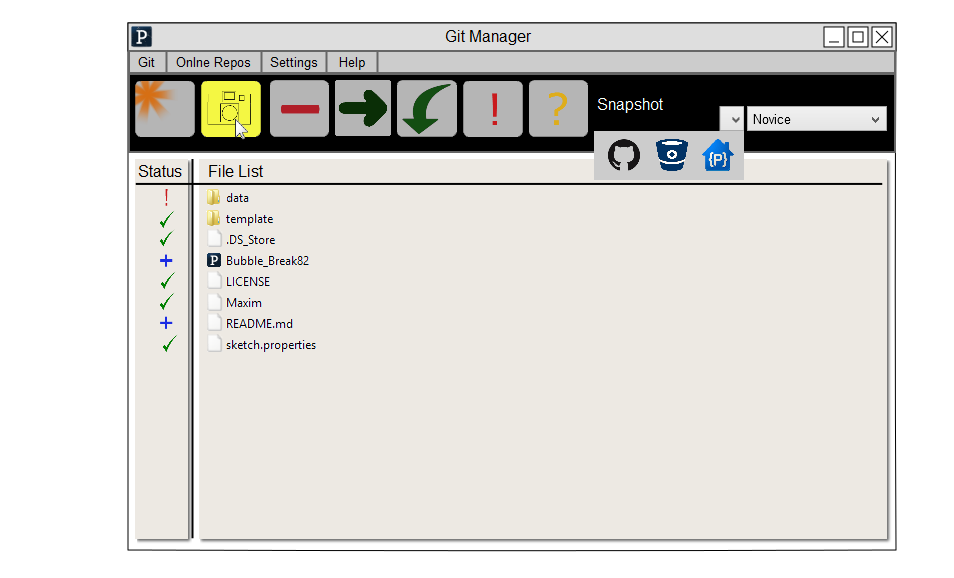 P
Git Manager
Git
Onlne Repos
Settings
Help
!
?
Snapshot
Novice
{P}
Status
File List
! data
template
.DS_Store
+ P Bubble_Break82
LICENSE
Maxim
+ README.md
sketch.properties